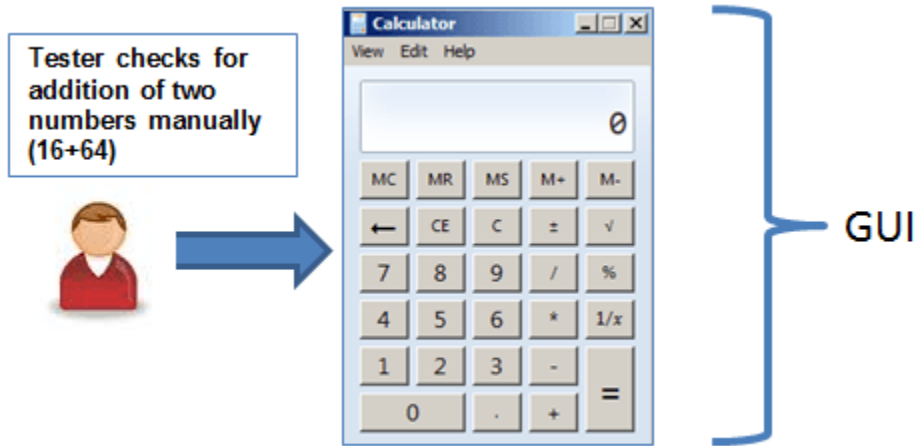 Tester checks for
addition of two
numbers manually
(16+64)
Calculator
View Edit Help
0
MC MR MS M+ M-
← CE C ± √
7 8 9 / %
4 5 6 * 1/x
1 2 3 -
=
0 . +
GUI